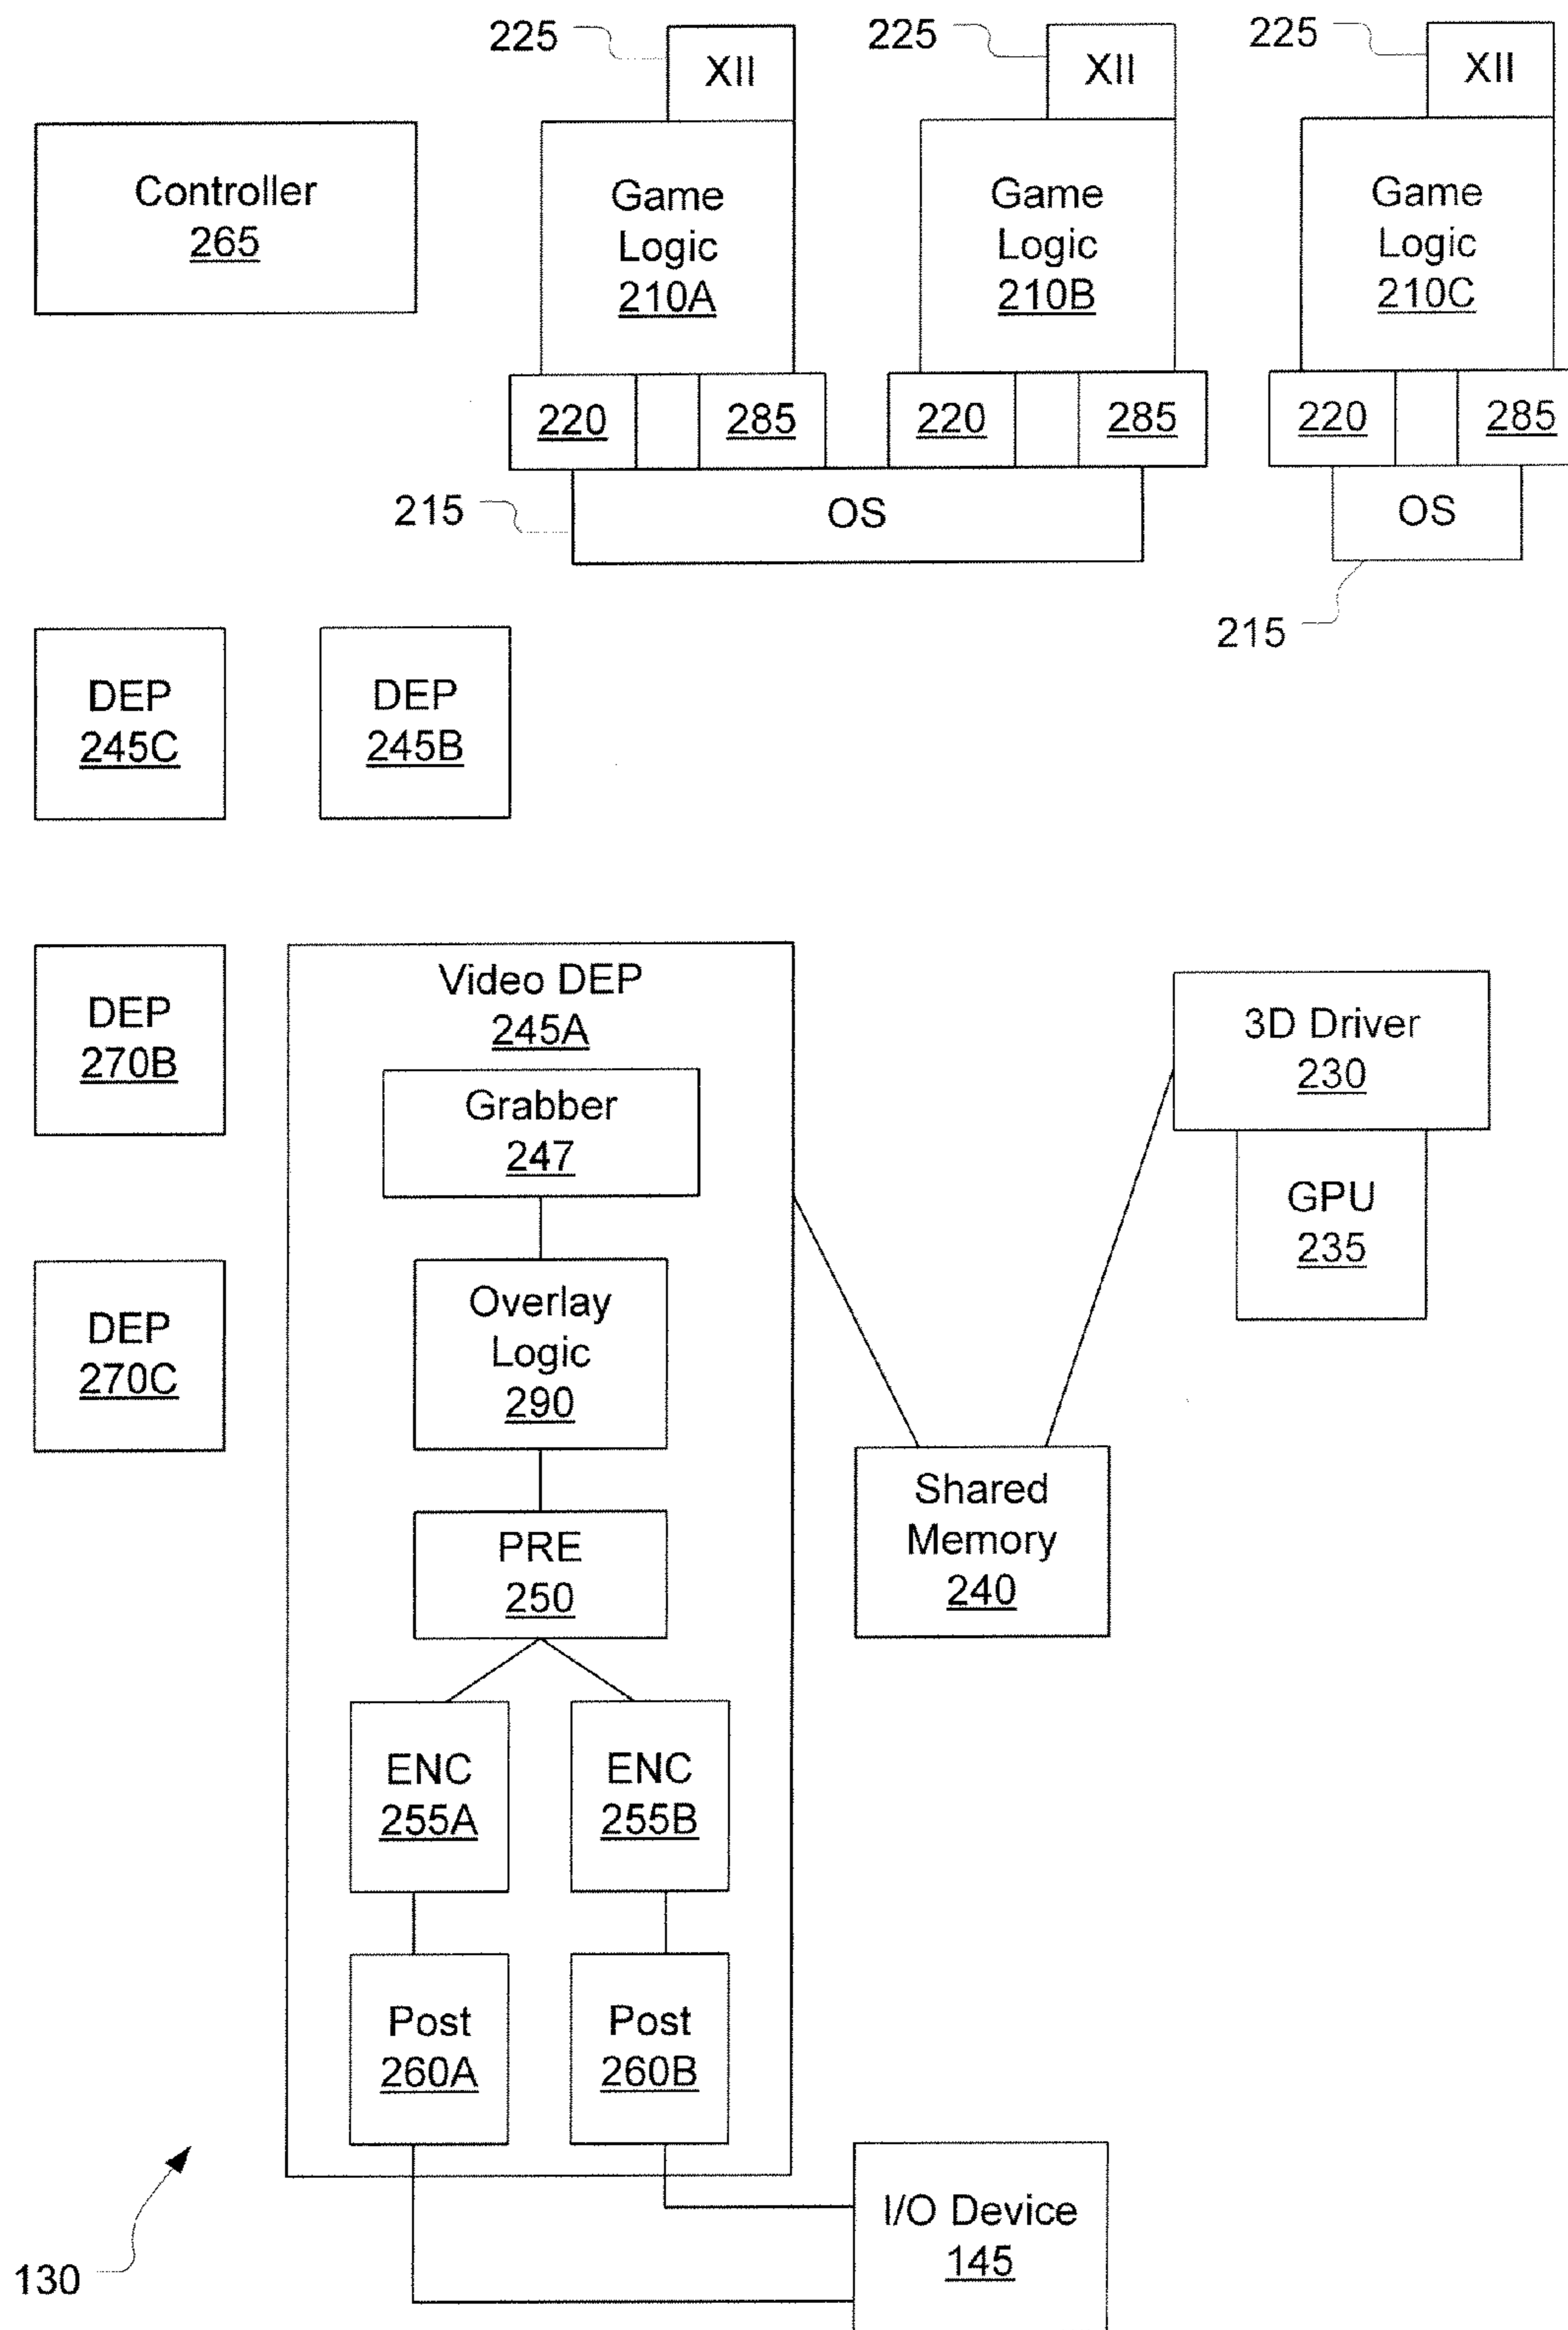 225
XII
225
XII
225
XII
Controller
265
Game
Logic
210A
Game
Logic
210B
Game
Logic
210C
220
285
220
285
220
285
215
OS
OS
215
DEP
245C
DEP
245B
DEP
270B
DEP
270C
Video DEP
245A
Grabber
247
Overlay
Logic
290
PRE
250
ENC
255A
ENC
255B
Post
260A
Post
260B
3D Driver
230
GPU
235
Shared
Memory
240
I/O Device
145
130